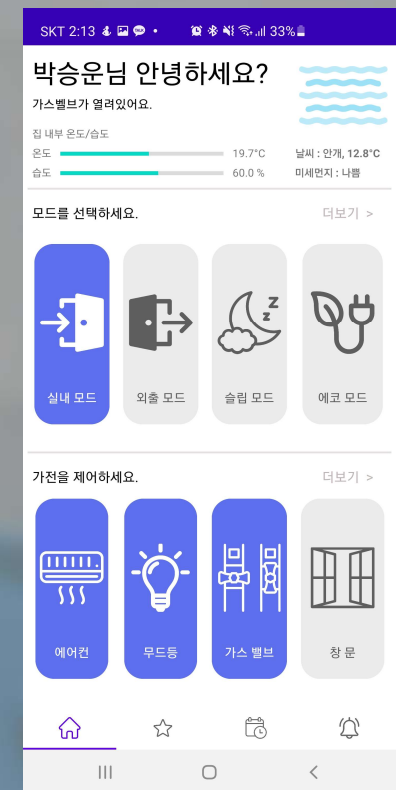 SKT 2:13 33%
박승운님 안녕하세요?
가스벨브가 열려있어요.
집 내부 온도/습도
온도 19.7°C 날씨 : 안개, 12.8°C
습도 60.0 % 미세먼지 : 나쁨
모드를 선택하세요. 더보기 >
z
z
실내 모드 외출 모드 슬립 모드 에코 모드
가전을 제어하세요. 더보기 >
에어컨 무드등 가스 밸브 창 문